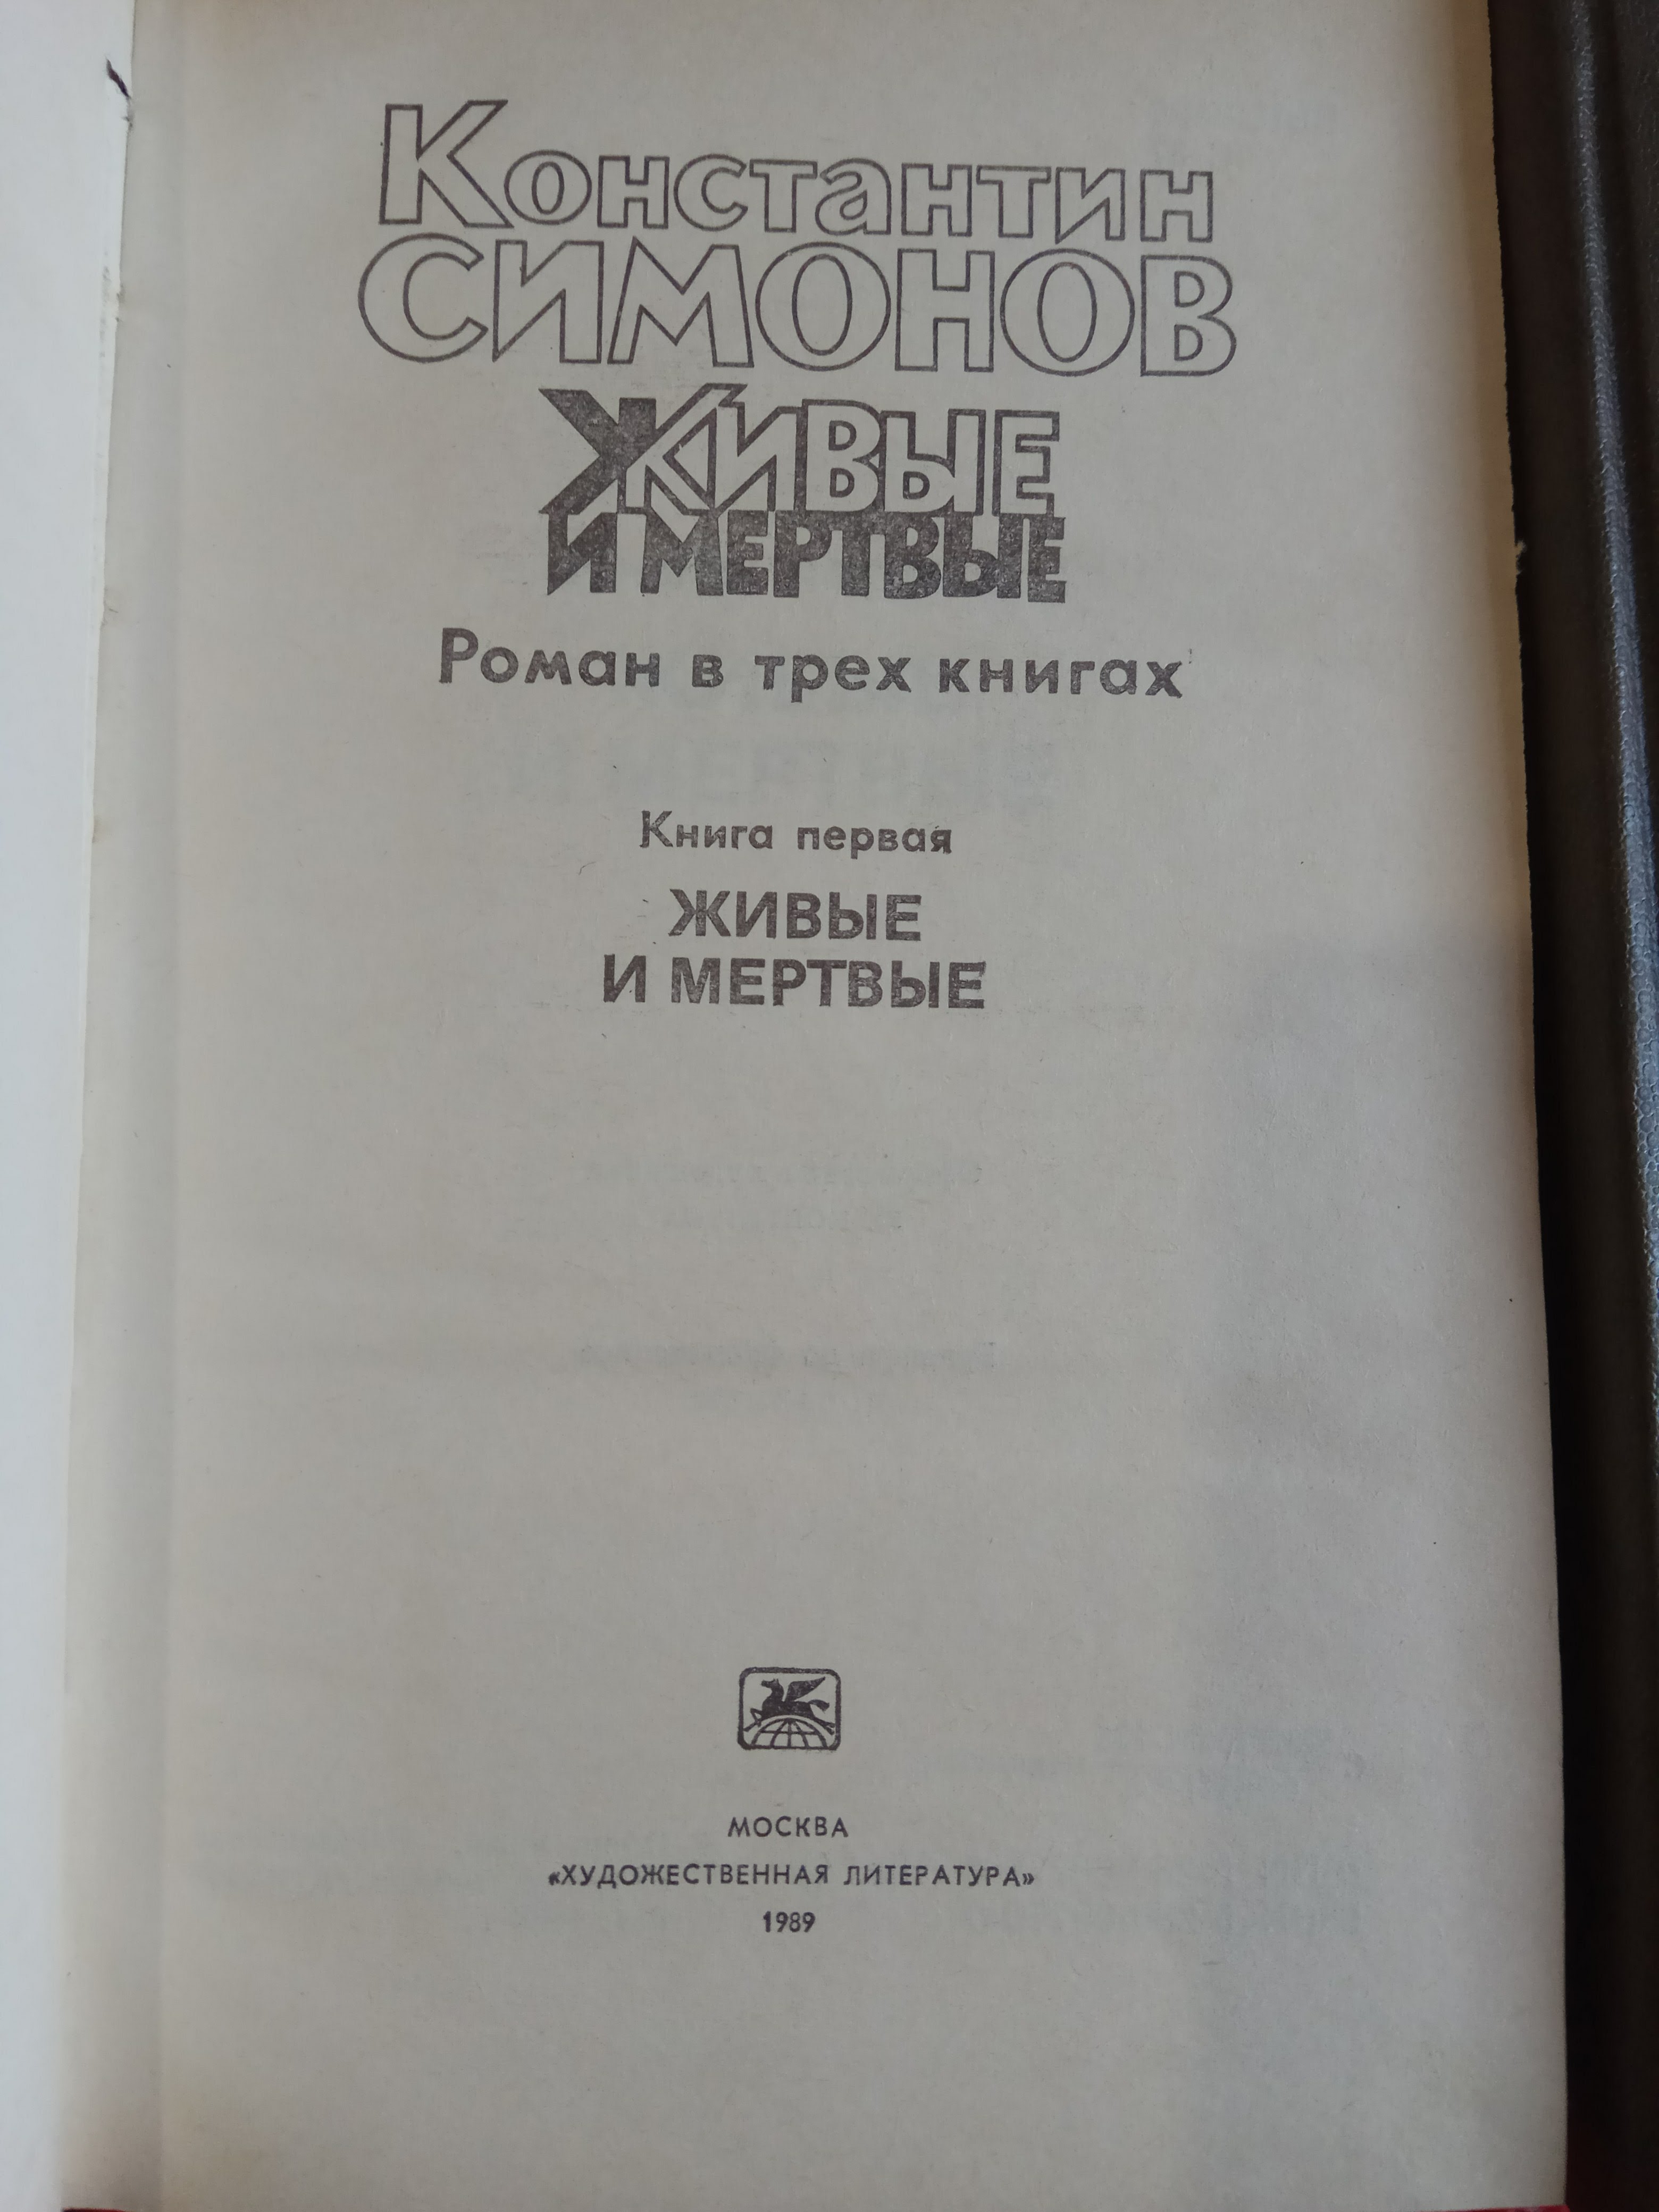 Константин
СИМОНОВ
ЖИВЫЕ
И МЕРТВЫЕ
Роман в трех книгах
Книга первая
ЖИВЫЕ
И МЕРТВЫЕ
МОСКВА
«ХУДОЖЕСТВЕННАЯ ЛИТЕРАТУРА»
1989